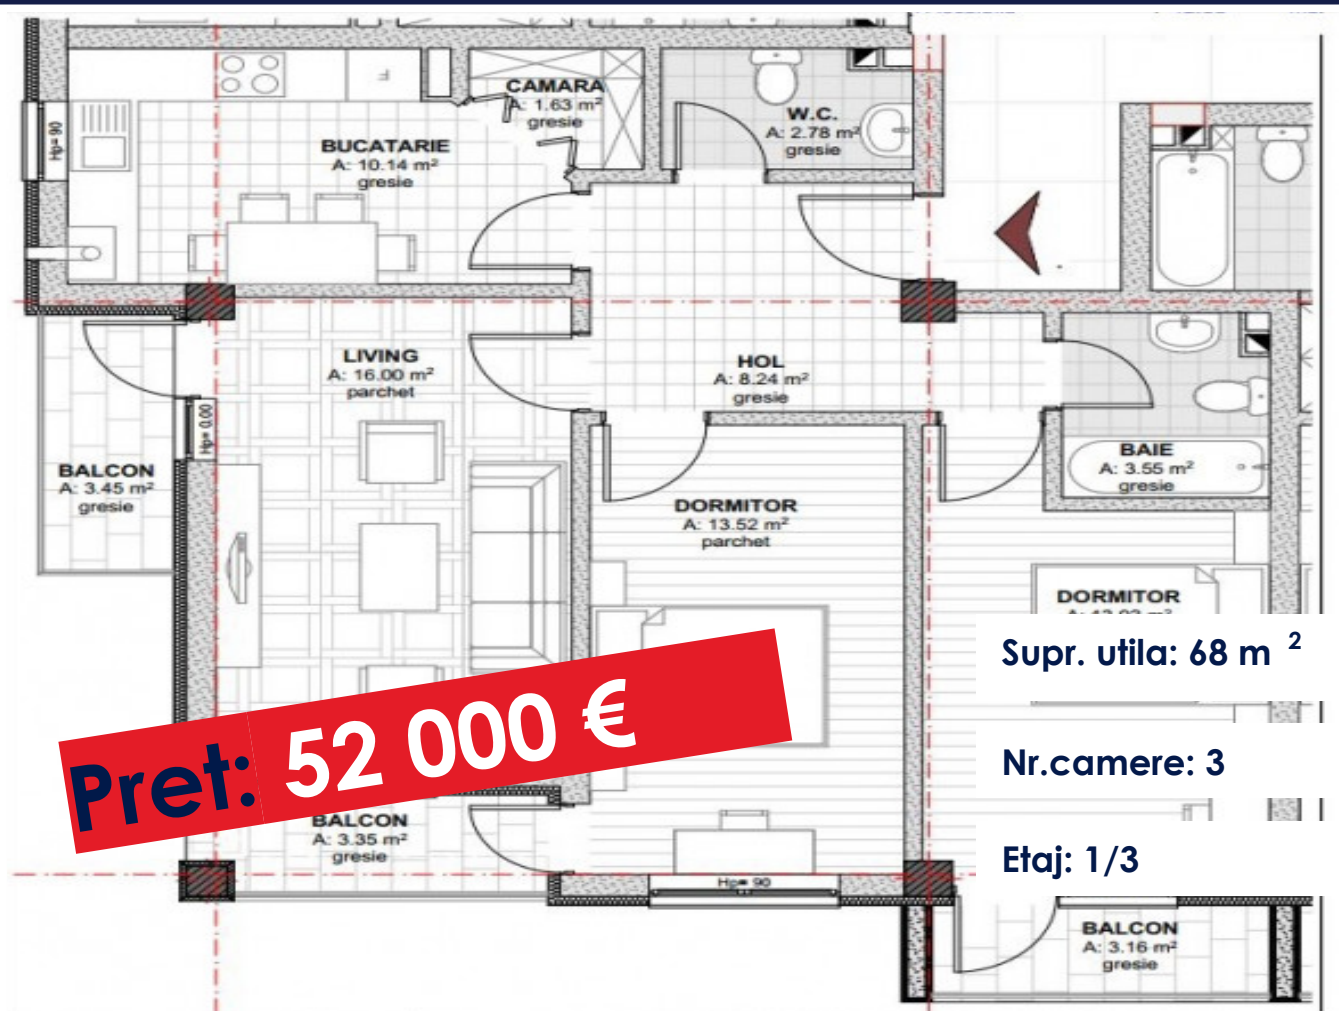 CAMARA
A: 1.63 m²
gresie
W.C.
A: 2.78 m²
gresie
BUCATARIE
A: 10.14 m²
gresie
Hp= 90
LIVING
A: 16.00 m²
parchet
HOL
A: 8.24 m²
gresie
Hp= 0.00
BALCON
A: 3.45 m²
gresie
BAIE
A: 3.55 m²
gresie
DORMITOR
A: 13.52 m²
parchet
DORMITOR
Supr. utila: 68 m ²
Pret: 52 000 €
Nr.camere: 3
BALCON
A: 3.35 m²
gresie
Etaj: 1/3
Hp= 90
BALCON
A: 3.16 m²
gresie